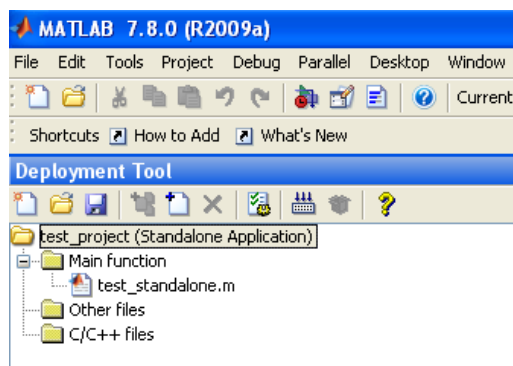 MATLAB 7.8.0 (R2009a)
File Edit Tools Project Debug Parallel Desktop Window
Current
Shortcuts How to Add What's New
Deployment Tool
test_project (Standalone Application)
Main function
test_standalone.m
Other files
C/C++ files